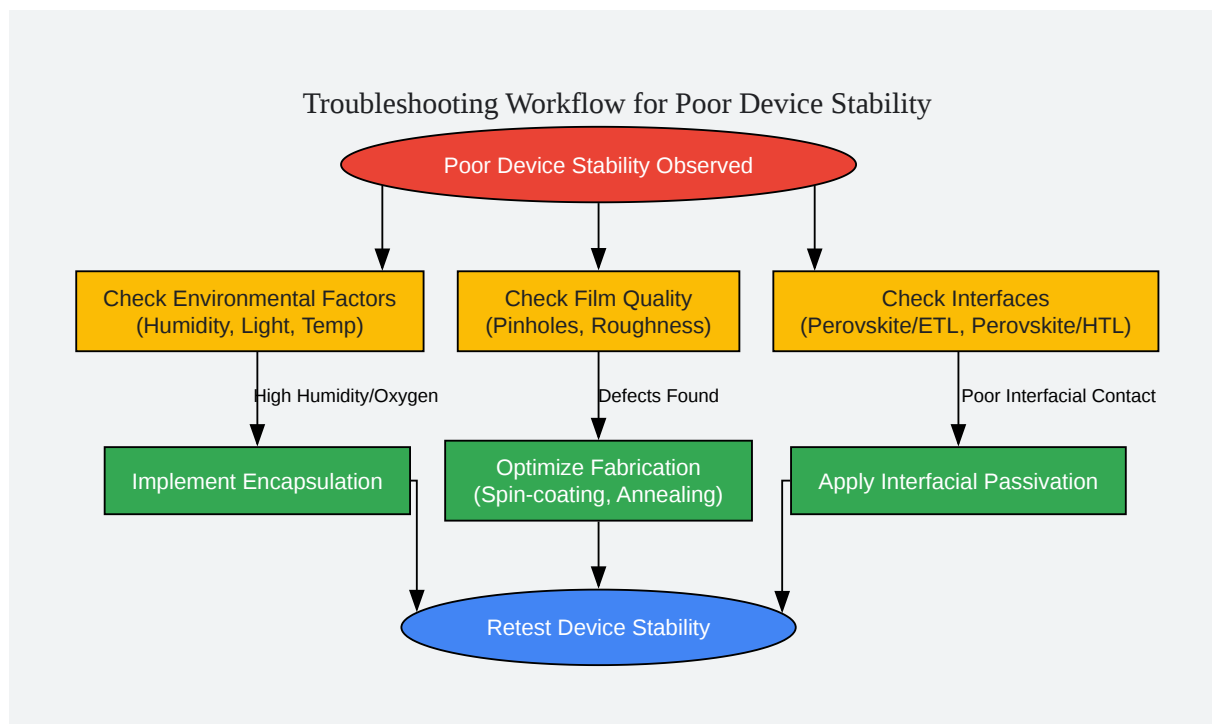 Troubleshooting Workflow for Poor Device Stability
Poor Device Stability Observed
Check Environmental Factors
(Humidity, Light, Temp)
Check Film Quality
(Pinholes, Roughness)
Check Interfaces
(Perovskite/ETL, Perovskite/HTL)
High Humidity/Oxygen
Defects Found
Poor Interfacial Contact
Implement Encapsulation
Optimize Fabrication
(Spin-coating, Annealing)
Apply Interfacial Passivation
Retest Device Stability